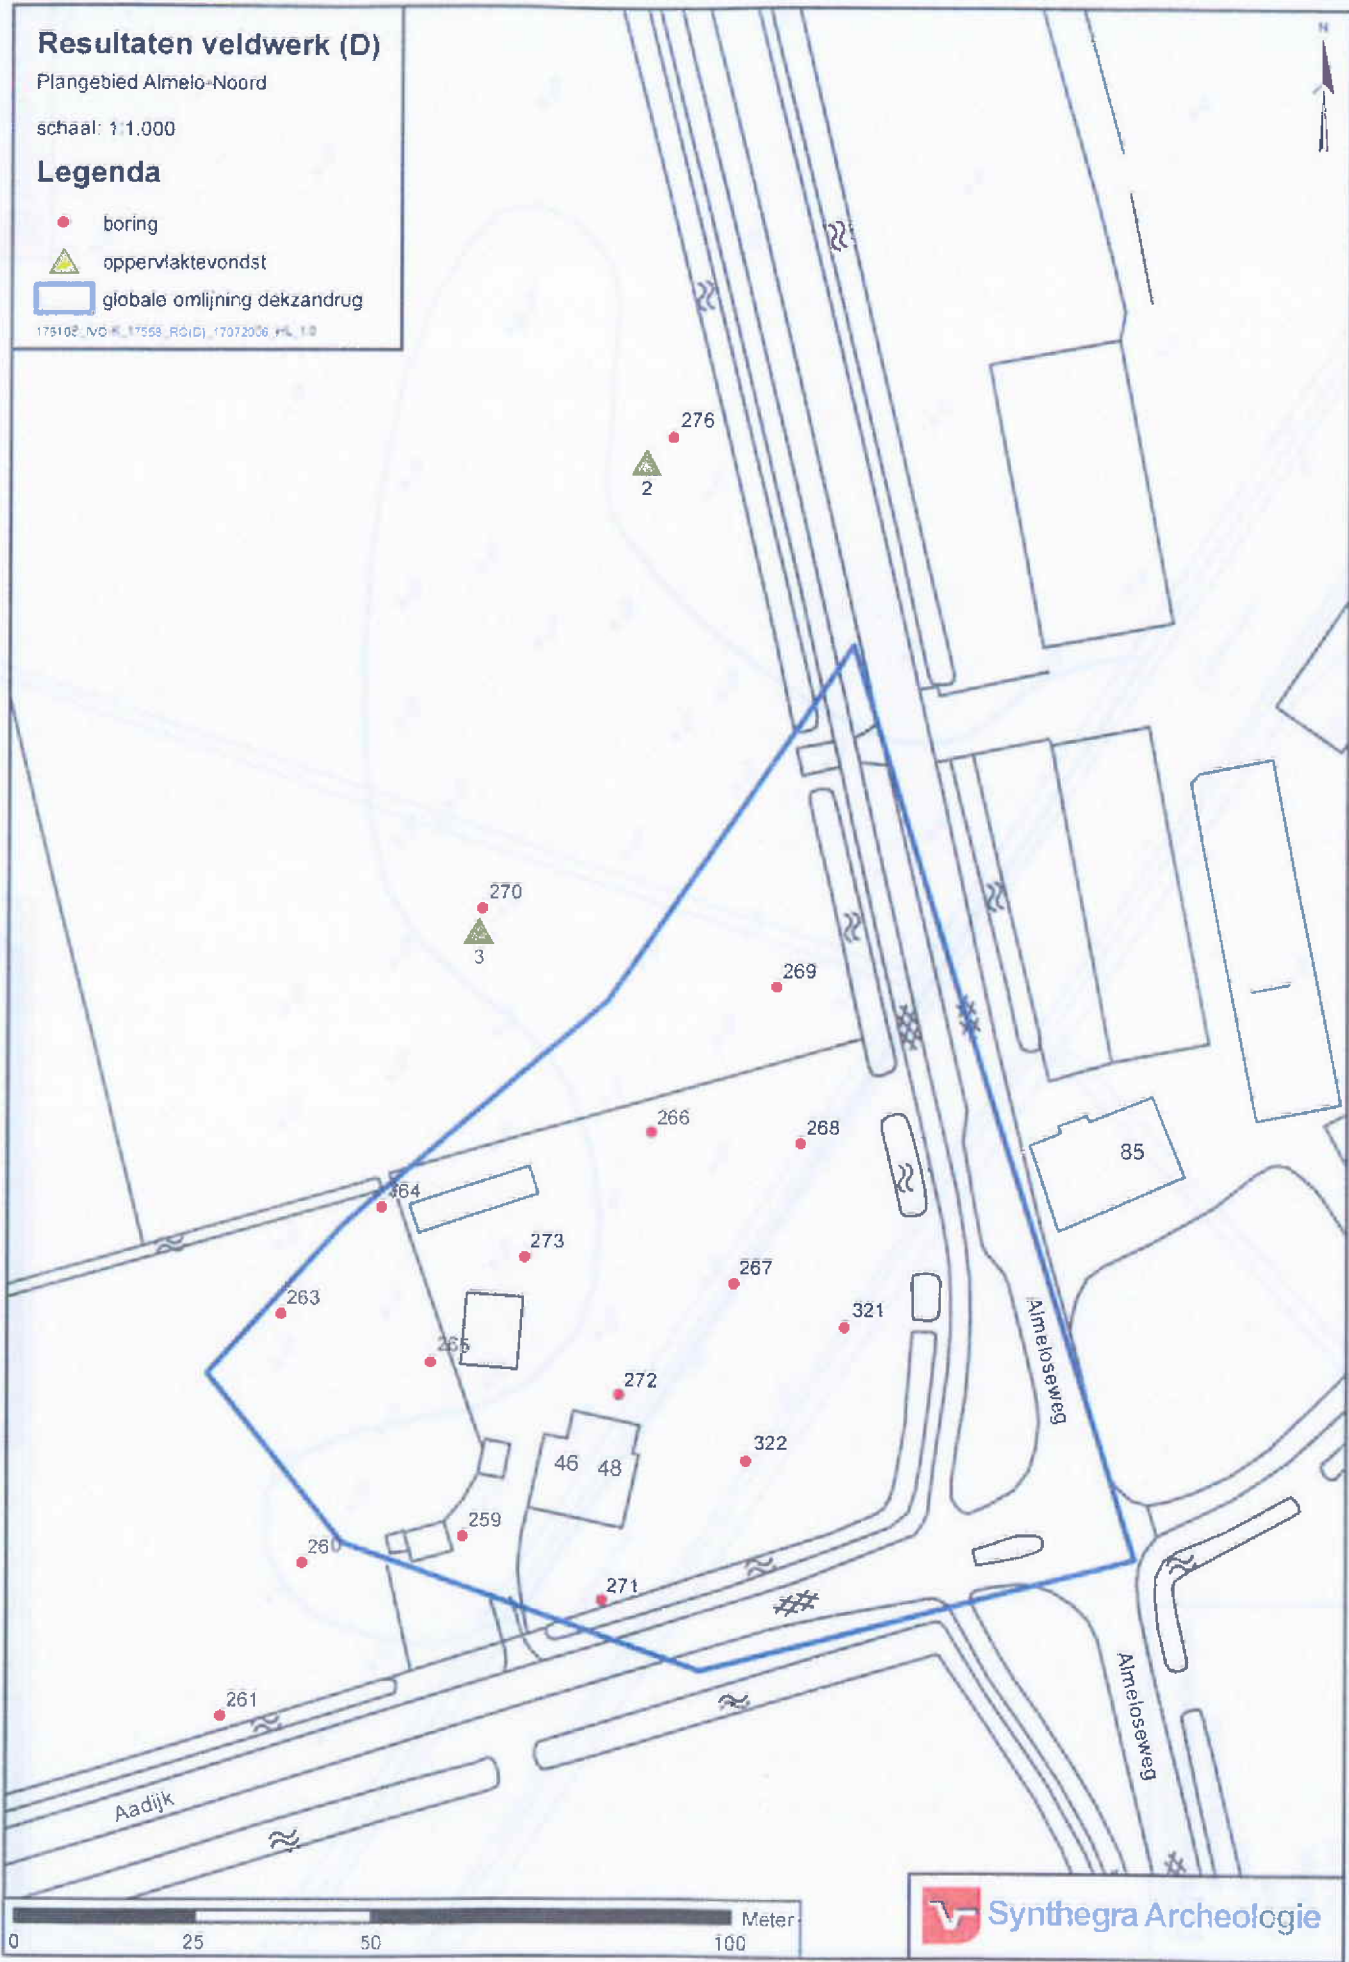 Resultaten veldwerk (D)
Plangebied Almelo-Noord
schaal: 1:1.000
Legenda
boring
oppervlaktevondst
globale omlijning dekzandrug
N
276
2
270
3
269
266
268
85
264
273
267
263
321
265
272
Almeloseweg
322
46 48
259
260
271
261
Almeloseweg
Aadijk
Meter
0 25 50 100
Synthegra Archeologie